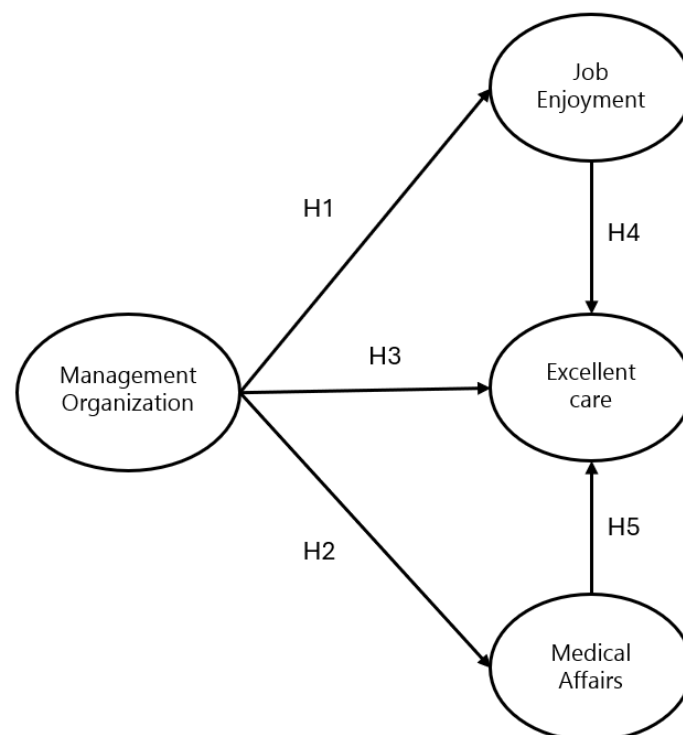 Job
Enjoyment
H1
H4
Management
Organization
H3
Excellent
care
H2
H5
Medical
Affairs